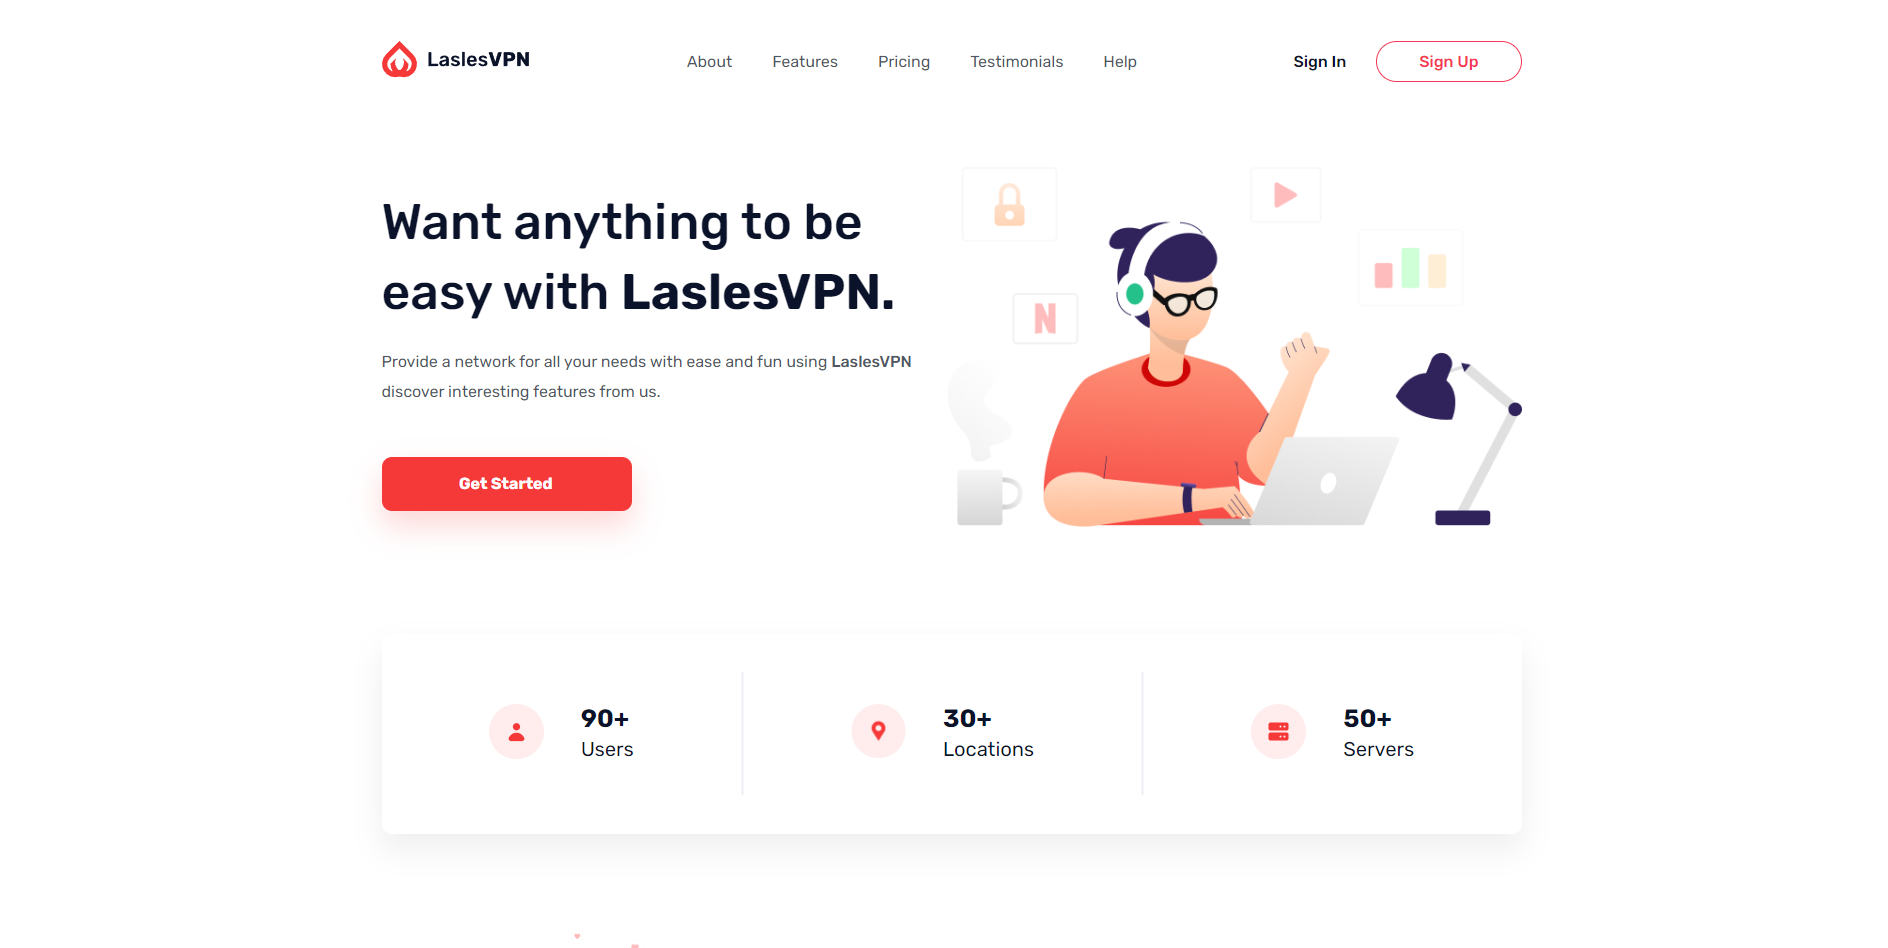 LaslesVPN
About
Features
Pricing
Testimonials
Help
Sign In
Sign Up
Want anything to be
easy with LaslesVPN.
Provide a network for all your needs with ease and fun using LaslesVPN
discover interesting features from us.
Get Started
N
90+
Users
30+
Locations
50+
Servers